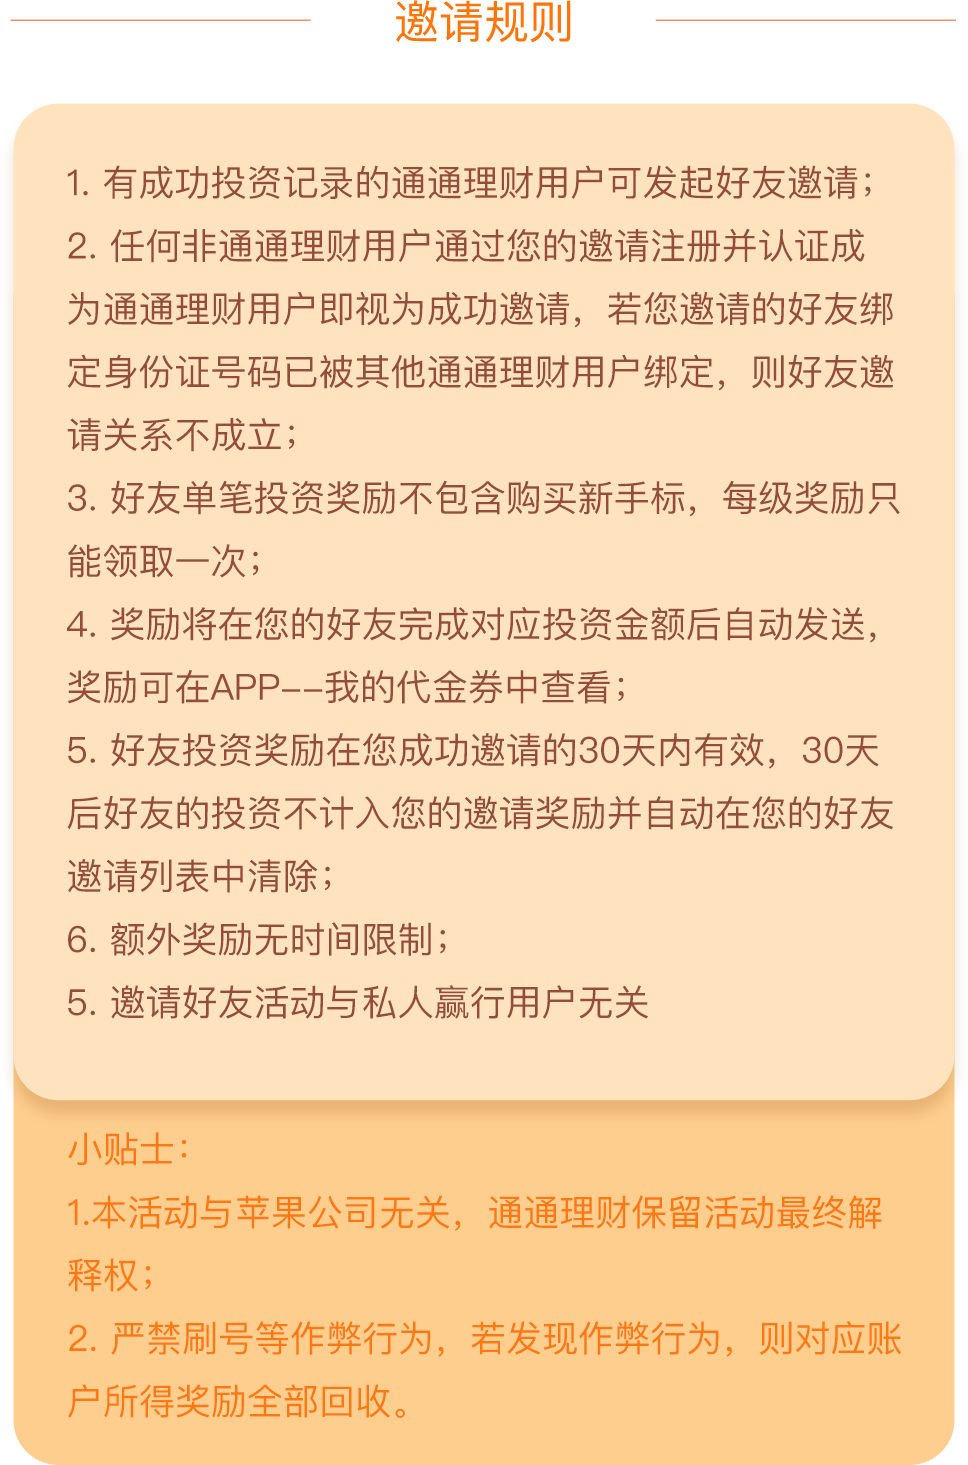 邀请规则
1. 有成功投资记录的通通理财用户可发起好友邀请；
2. 任何非通通理财用户通过您的邀请注册并认证成
为通通理财用户即视为成功邀请，若您邀请的好友绑
定身份证号码已被其他通通理财用户绑定，则好友邀
请关系不成立；
3. 好友单笔投资奖励不包含购买新手标，每级奖励只
能领取一次；
4. 奖励将在您的好友完成对应投资金额后自动发送，
奖励可在APP--我的代金券中查看；
5. 好友投资奖励在您成功邀请的30天内有效，30天
后好友的投资不计入您的邀请奖励并自动在您的好友
邀请列表中清除；
6. 额外奖励无时间限制；
5. 邀请好友活动与私人赢行用户无关
小贴士：
1.本活动与苹果公司无关，通通理财保留活动最终解
释权；
2. 严禁刷号等作弊行为，若发现作弊行为，则对应账
户所得奖励全部回收。